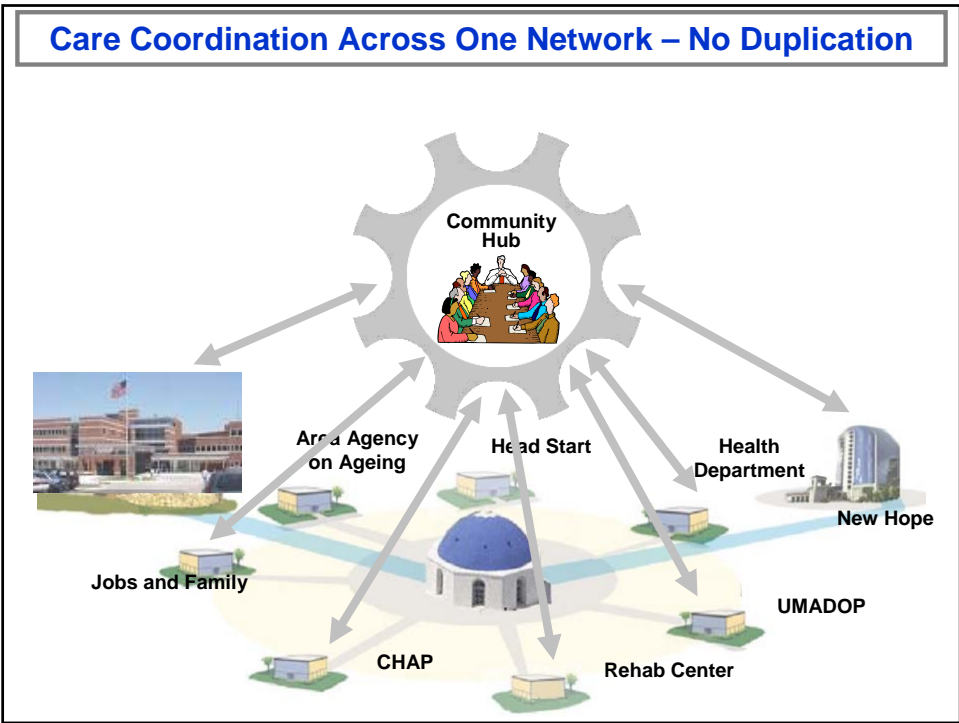 Care Coordination Across One Network – No Duplication
Community
Hub
Area Agency
on Ageing
Head Start
Health
Department
New Hope
Jobs and Family
UMADOP
CHAP
Rehab Center